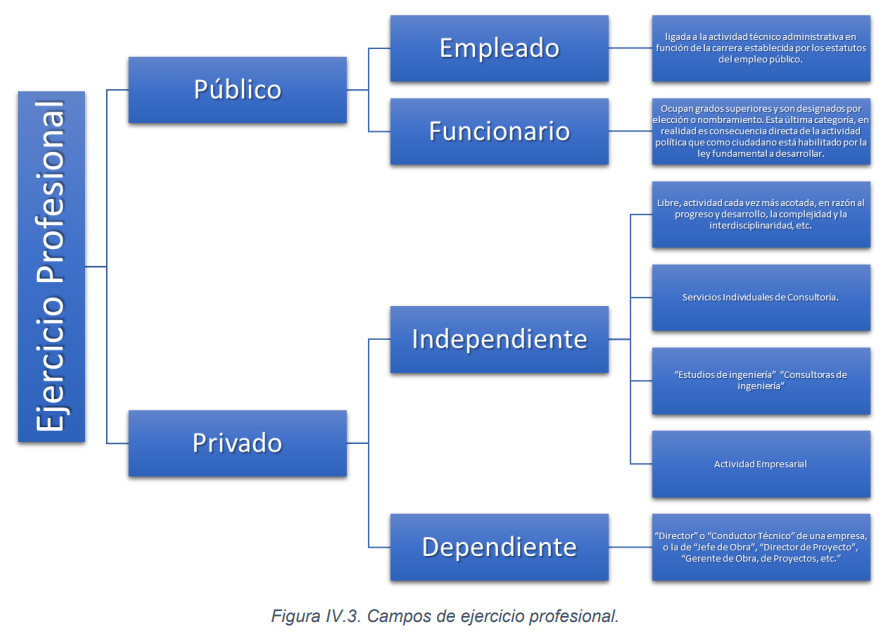 Ejercicio Profesional
Público
Empleado
ligada a la actividad técnico administrativa en
función de la carrera establecida por los estatutos
del empleo público.
Funcionario
Ocupan grados superiores y son designados por
elección o nombramiento. Esta última categoría, en
realidad es consecuencia directa de la actividad
política que como ciudadano está habilitado por la
ley fundamental a desarrollar.
Privado
Independiente
Libre, actividad cada vez más acotada, en razón al
progreso y desarrollo, la complejidad y la
interdisciplinaridad, etc.
Servicios Individuales de Consultoría.
“Estudios de ingeniería” “Consultoras de
ingeniería”
Actividad Empresarial
Dependiente
“Director” o “Conductor Técnico” de una empresa,
o la de “Jefe de Obra”, “Director de Proyecto”,
“Gerente de Obra, de Proyectos, etc.”
Figura IV.3. Campos de ejercicio profesional.